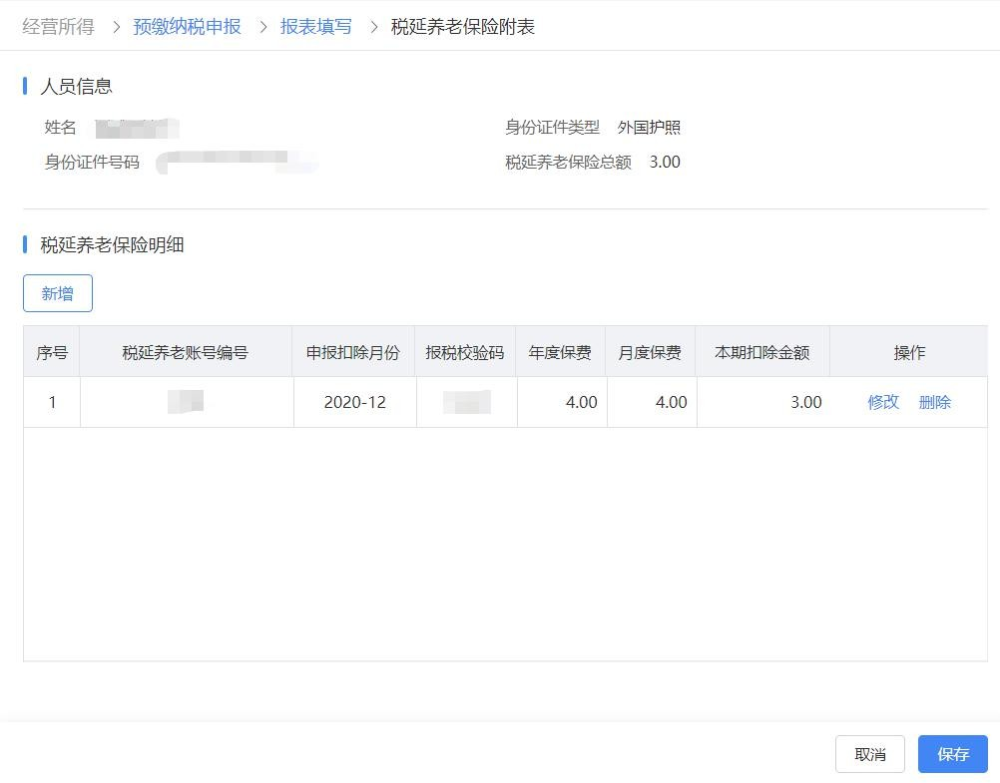 经营所得 > 预缴纳税申报 > 报表填写 > 税延养老保险附表
人员信息
姓名 身份证件类型 外国护照
身份证件号码 税延养老保险总额 3.00
税延养老保险明细
新增
序号 税延养老账号编号 申报扣除月份 报税校验码 年度保费 月度保费 本期扣除金额 操作
1 2020-12 4.00 4.00 3.00 修改 删除
取消 保存